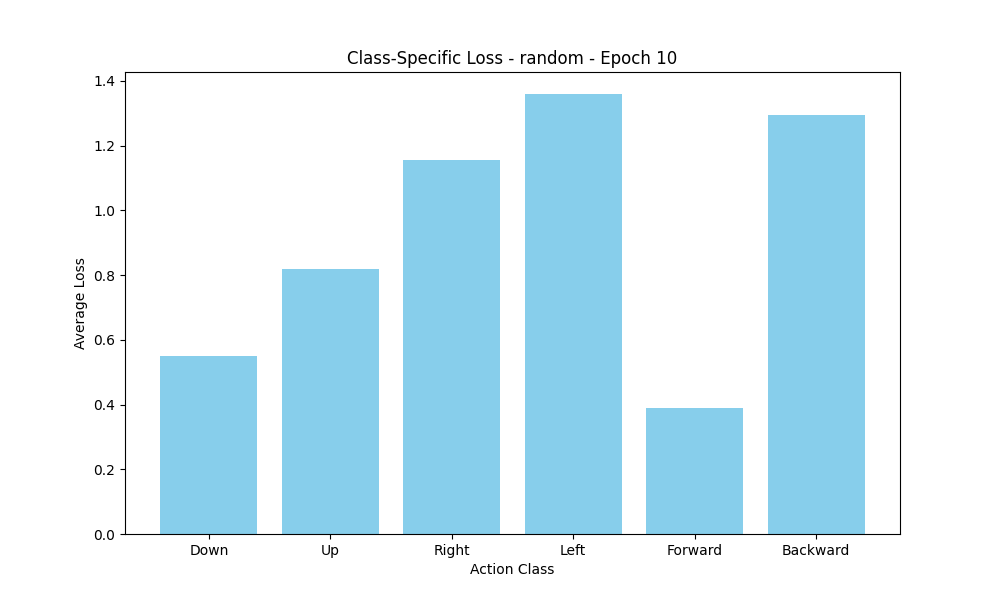 Class-Specific Loss - random - Epoch 10
1.4
1.2
1.0
0.8
0.6
0.4
0.2
0.0
Average Loss
Down Up Right Left Forward Backward
Action Class